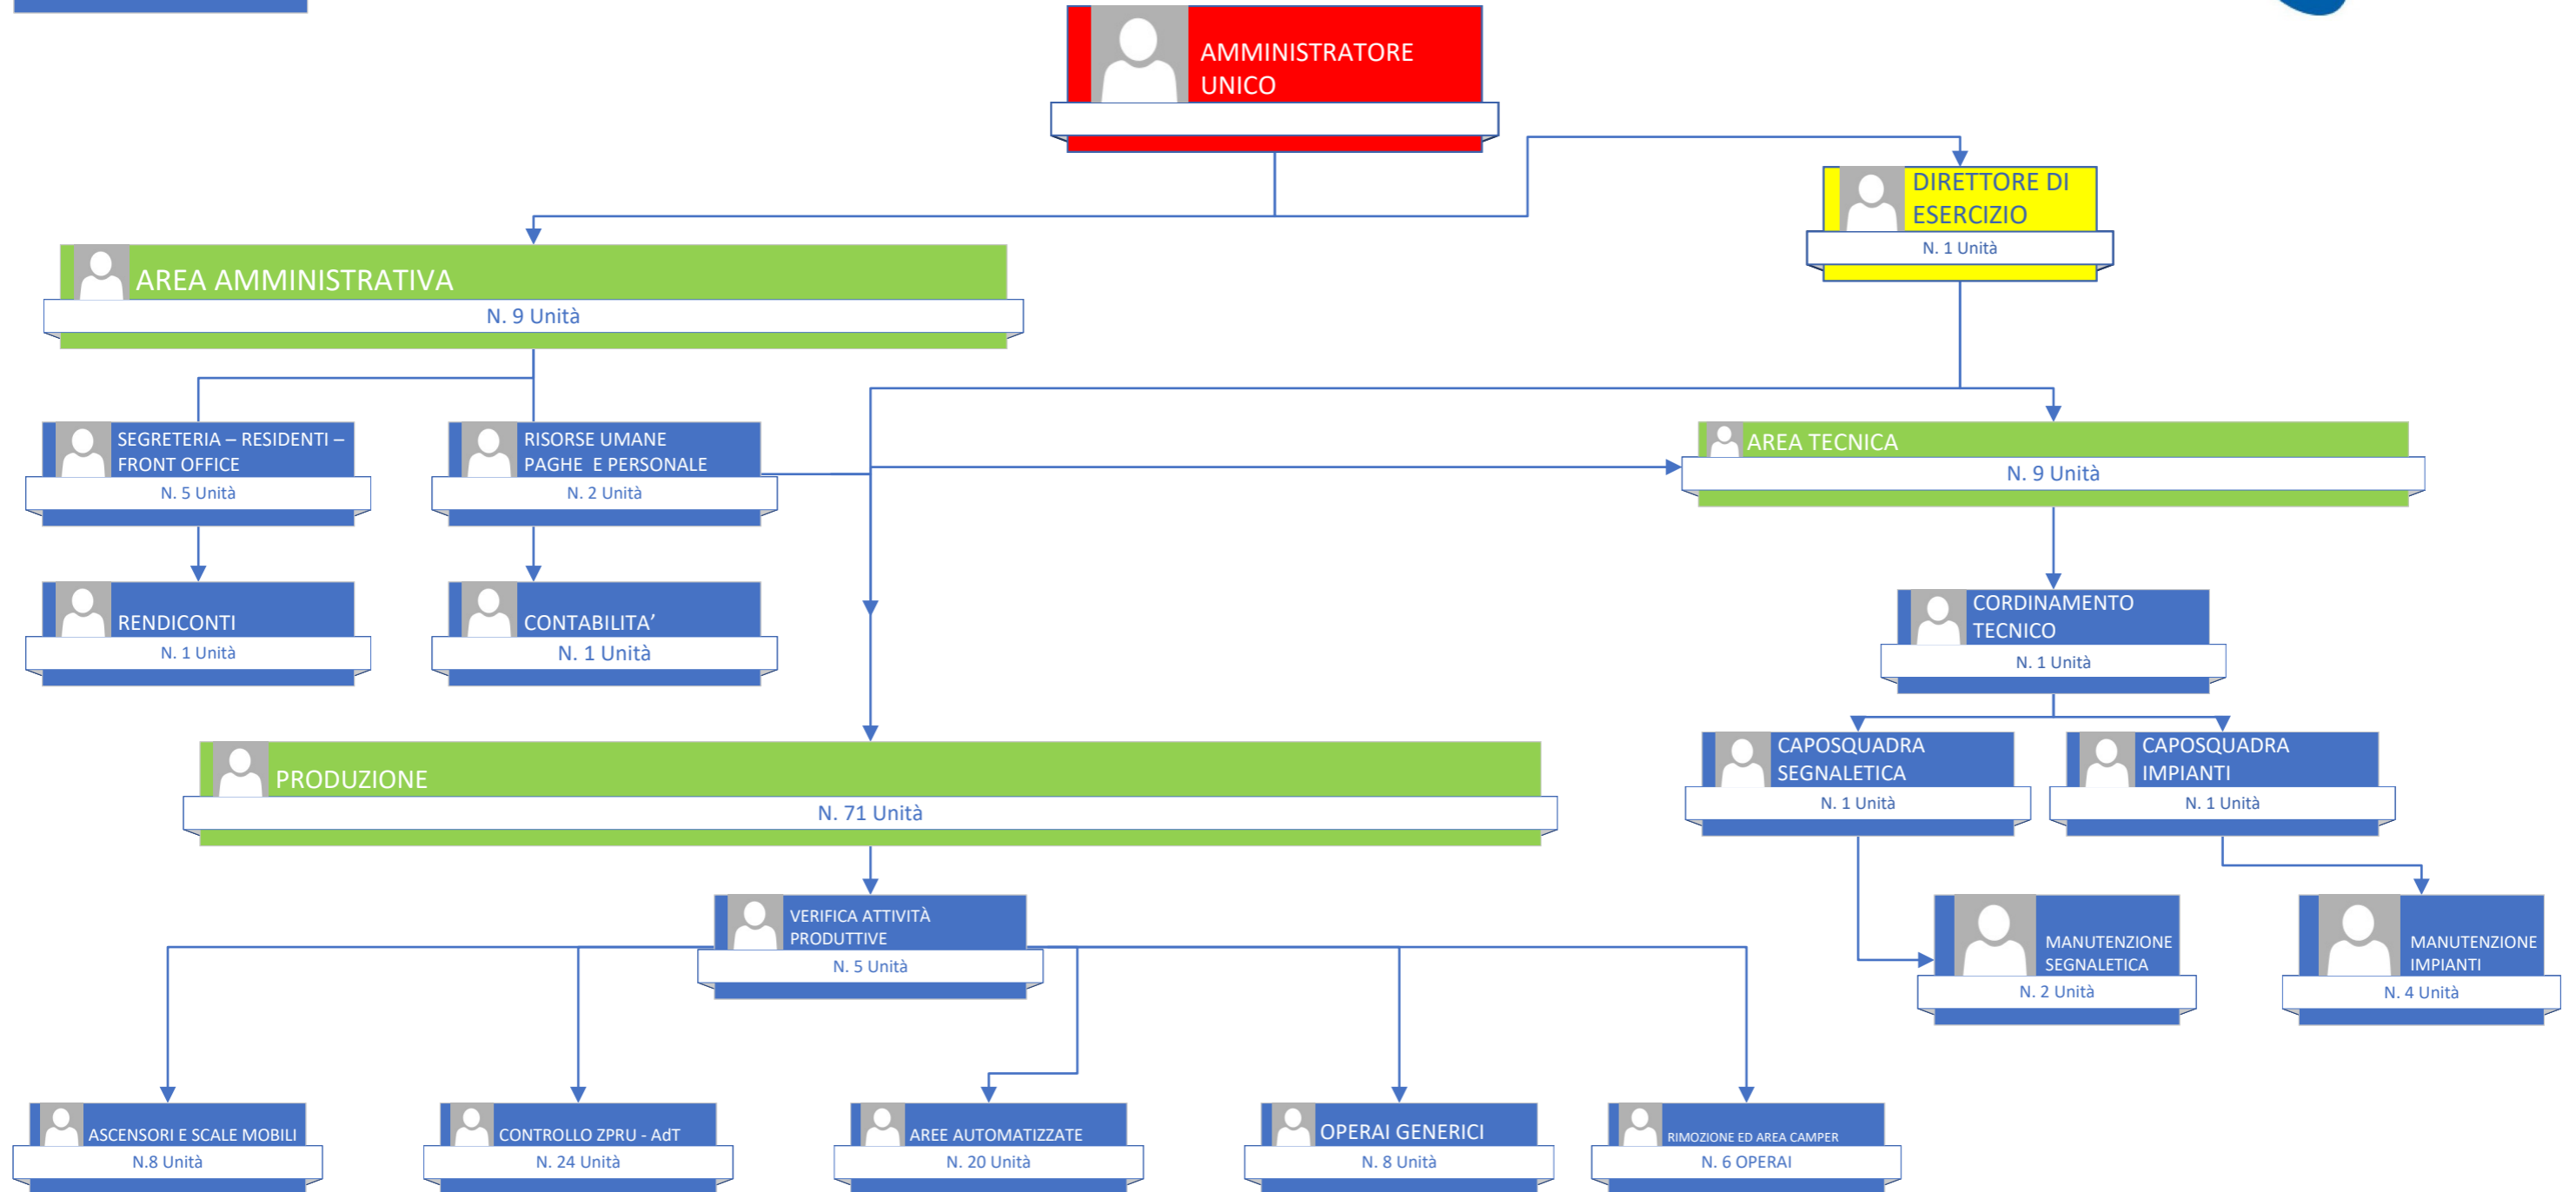 AMMINISTRATORE
UNICO
DIRETTORE DI
ESERCIZIO
N. 1 Unità
AREA AMMINISTRATIVA
N. 9 Unità
SEGRETERIA – RESIDENTI –
FRONT OFFICE
N. 5 Unità
RISORSE UMANE
PAGHE  E PERSONALE
N. 2 Unità
AREA TECNICA
N. 9 Unità
RENDICONTI
N. 1 Unità
CONTABILITA’
N. 1 Unità
CORDINAMENTO
TECNICO
N. 1 Unità
PRODUZIONE
N. 71 Unità
CAPOSQUADRA
SEGNALETICA
N. 1 Unità
CAPOSQUADRA
IMPIANTI
N. 1 Unità
VERIFICA ATTIVITÀ
PRODUTTIVE
N. 5 Unità
MANUTENZIONE
SEGNALETICA
N. 2 Unità
MANUTENZIONE
IMPIANTI
N. 4 Unità
ASCENSORI E SCALE MOBILI
N.8 Unità
CONTROLLO ZPRU - AdT
N. 24 Unità
AREE AUTOMATIZZATE
N. 20 Unità
OPERAI GENERICI
N. 8 Unità
RIMOZIONE ED AREA CAMPER
N. 6 OPERAI